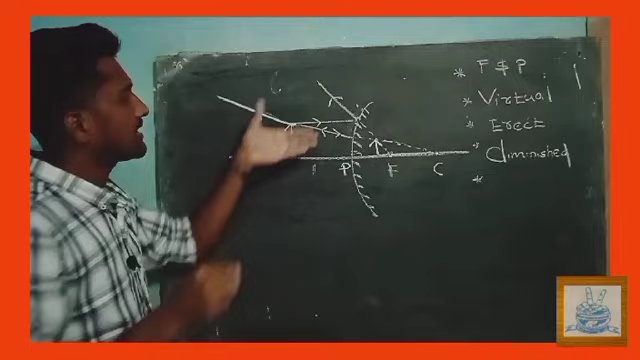 * F $ P
* Virtual
* Erect
* Diminished
*
P F C